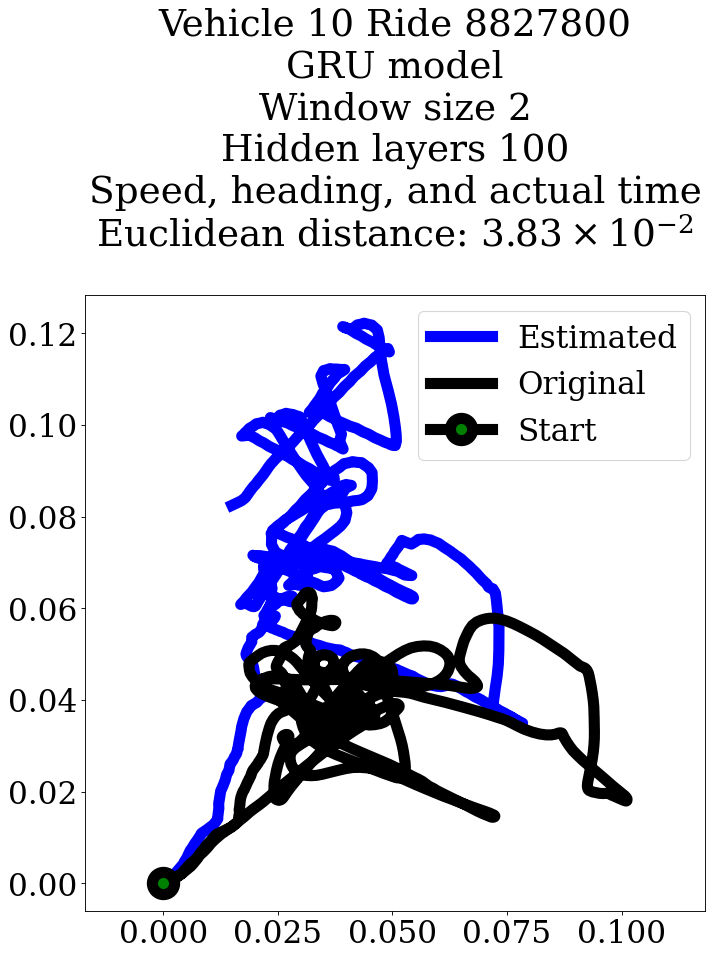 Vehicle 10 Ride 8827800
GRU model
Window size 2
Hidden layers 100
Speed, heading, and actual time
Euclidean distance: 3.83 × 10⁻²
Estimated
Original
Start
0.12
0.10
0.08
0.06
0.04
0.02
0.00
0.000 0.025 0.050 0.075 0.100